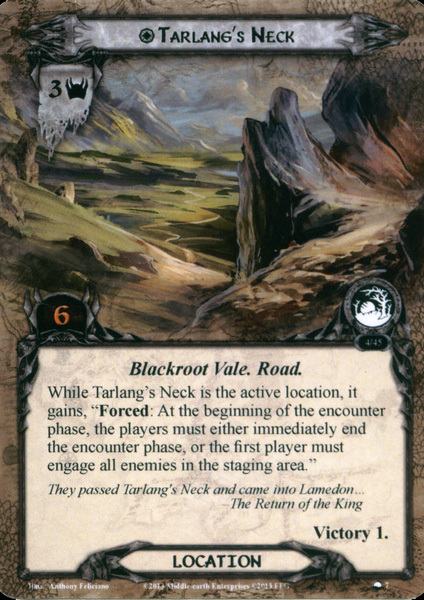 Tarlang's Neck
3
6
4/45
Blackroot Vale. Road.
While Tarlang's Neck is the active location, it
gains, "Forced: At the beginning of the encounter
phase, the players must either immediately end
the encounter phase, or the first player must
engage all enemies in the staging area."
They passed Tarlang's Neck and came into Lamedon…
–The Return of the King
Victory 1.
LOCATION
Illus. Anthony Feliciano
©2013 Middle-earth Enterprises ©2013 FFG